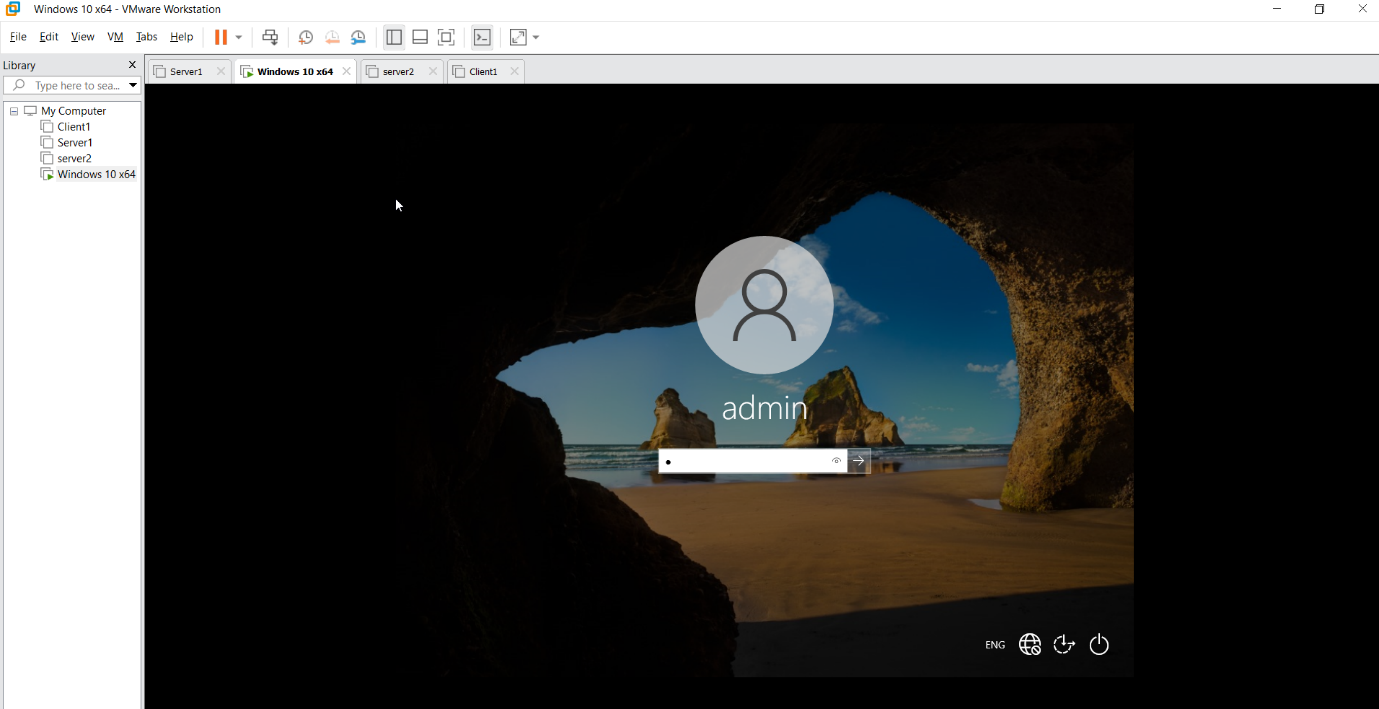 Windows 10 x64 - VMware Workstation
File Edit View VM Tabs Help
Library
Server1 Windows 10 x64 server2 Client1
Type here to sea...
My Computer
Client1
Server1
server2
Windows 10 x64
admin
ENG